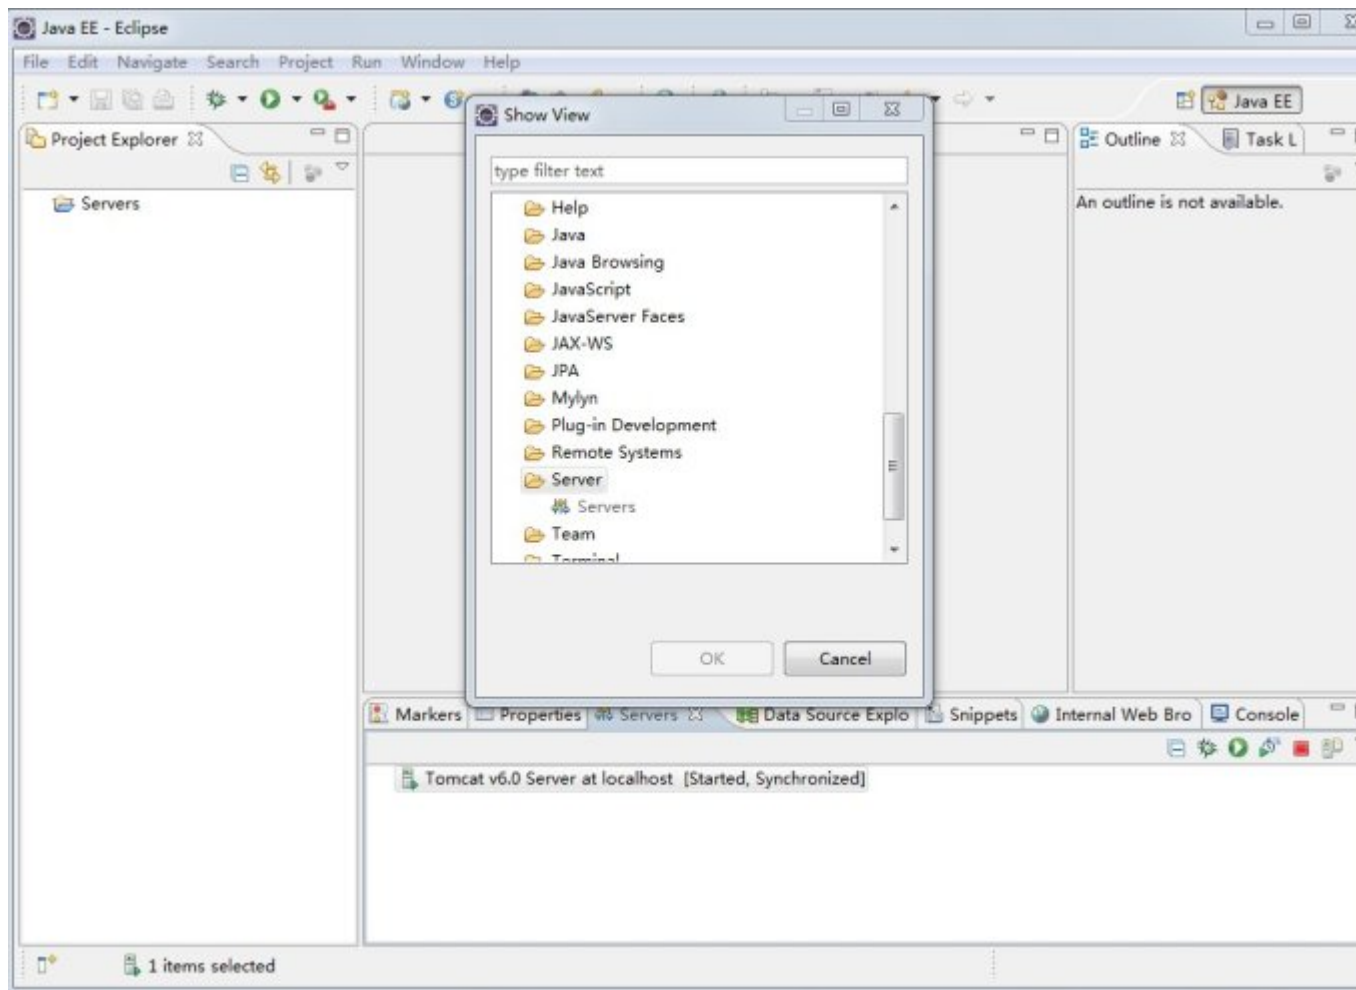 Java EE - Eclipse
File Edit Navigate Search Project Run Window Help
Java EE
Project Explorer
Servers
Show View
type filter text
Help
Java
Java Browsing
JavaScript
JavaServer Faces
JAX-WS
JPA
Mylyn
Plug-in Development
Remote Systems
Server
Servers
Team
Terminal
OK Cancel
Outline Task L
An outline is not available.
Markers Properties Servers Data Source Explo Snippets Internal Web Bro Console
Tomcat v6.0 Server at localhost [Started, Synchronized]
1 items selected